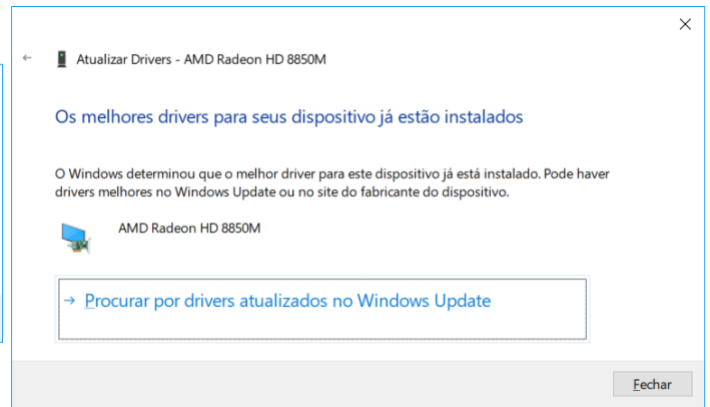 Atualizar Drivers - AMD Radeon HD 8850M
Os melhores drivers para seus dispositivo já estão instalados
O Windows determinou que o melhor driver para este dispositivo já está instalado. Pode haver
drivers melhores no Windows Update ou no site do fabricante do dispositivo.
AMD Radeon HD 8850M
Procurar por drivers atualizados no Windows Update
Fechar